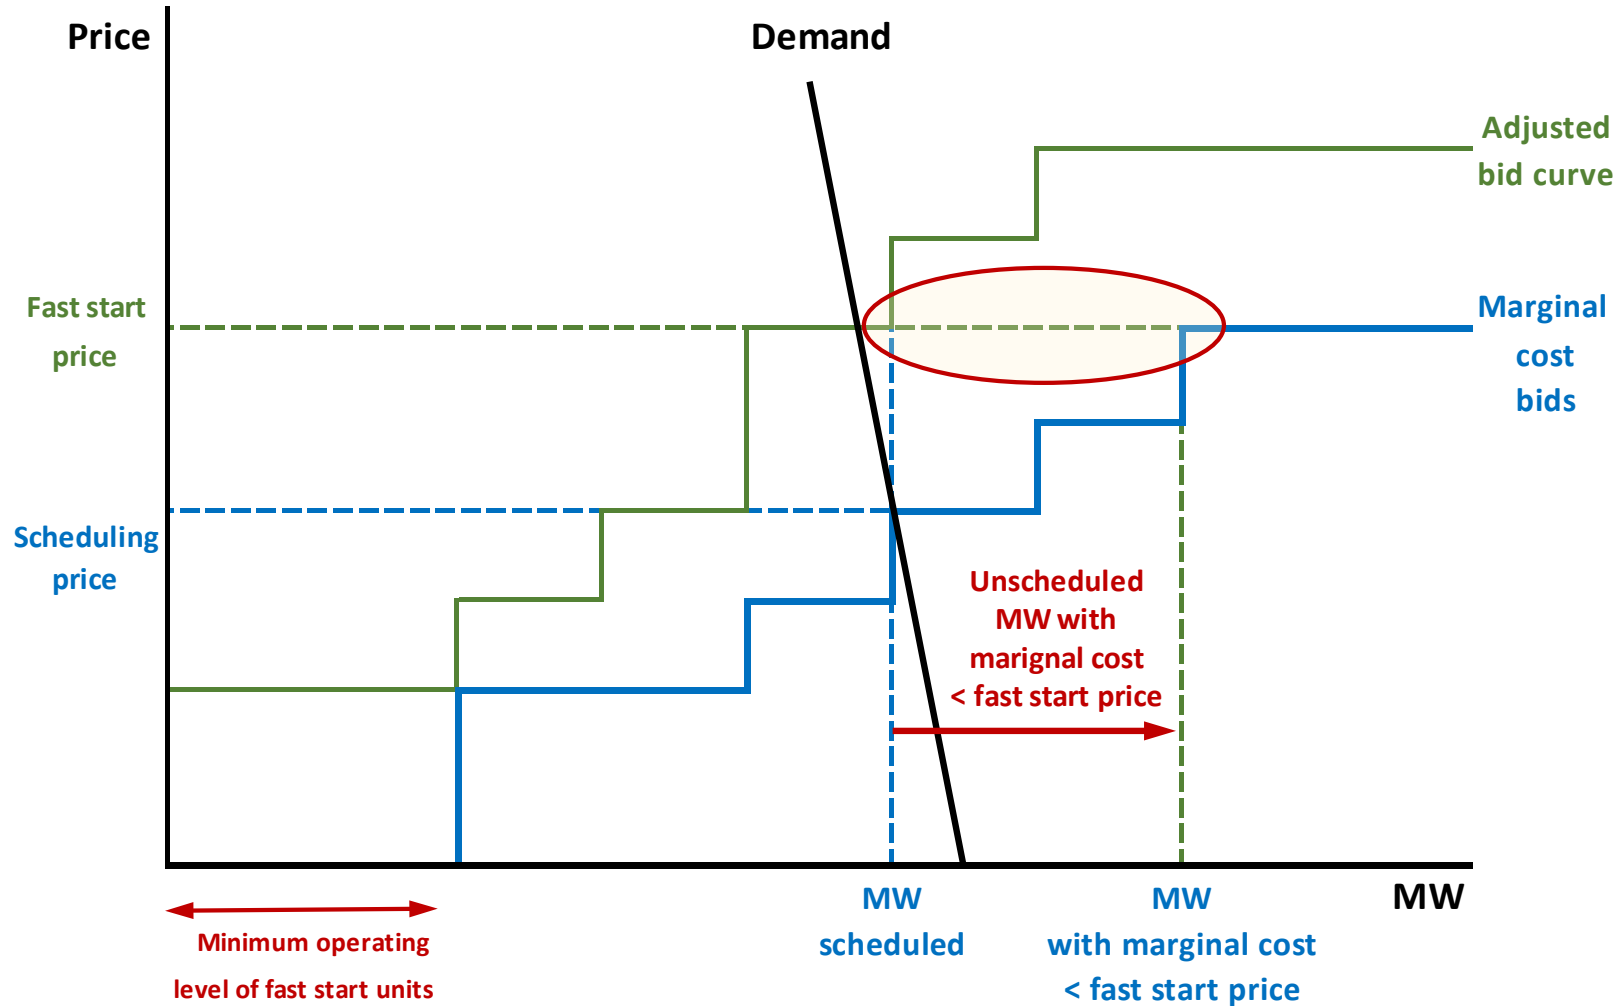 Price
Demand
Adjusted
bid curve
Fast start
price
Marginal
cost
bids
Scheduling
price
Unscheduled
MW with
marignal cost
< fast start price
MW
scheduled
MW
with marginal cost
< fast start price
MW
Minimum operating
level of fast start units